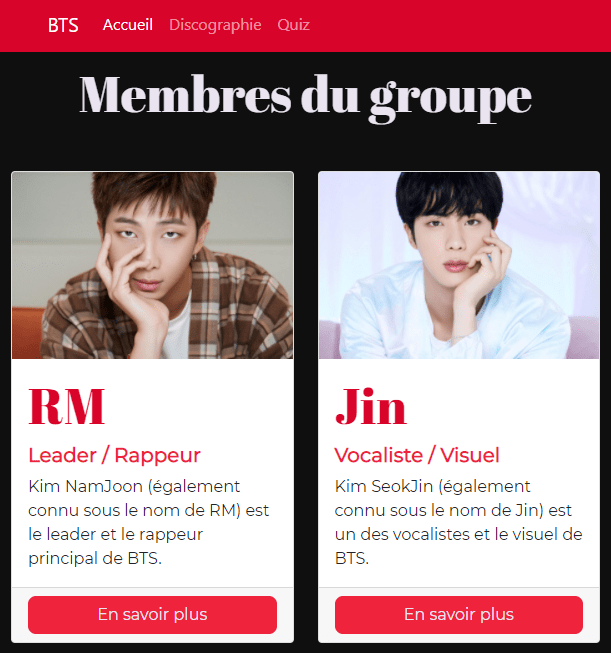 BTS Accueil Discographie Quiz
Membres du groupe
RM
Leader / Rappeur
Kim NamJoon (également
connu sous le nom de RM) est
le leader et le rappeur
principal de BTS.
En savoir plus
Jin
Vocaliste / Visuel
Kim SeokJin (également
connu sous le nom de Jin) est
un des vocalistes et le visuel de
BTS.
En savoir plus